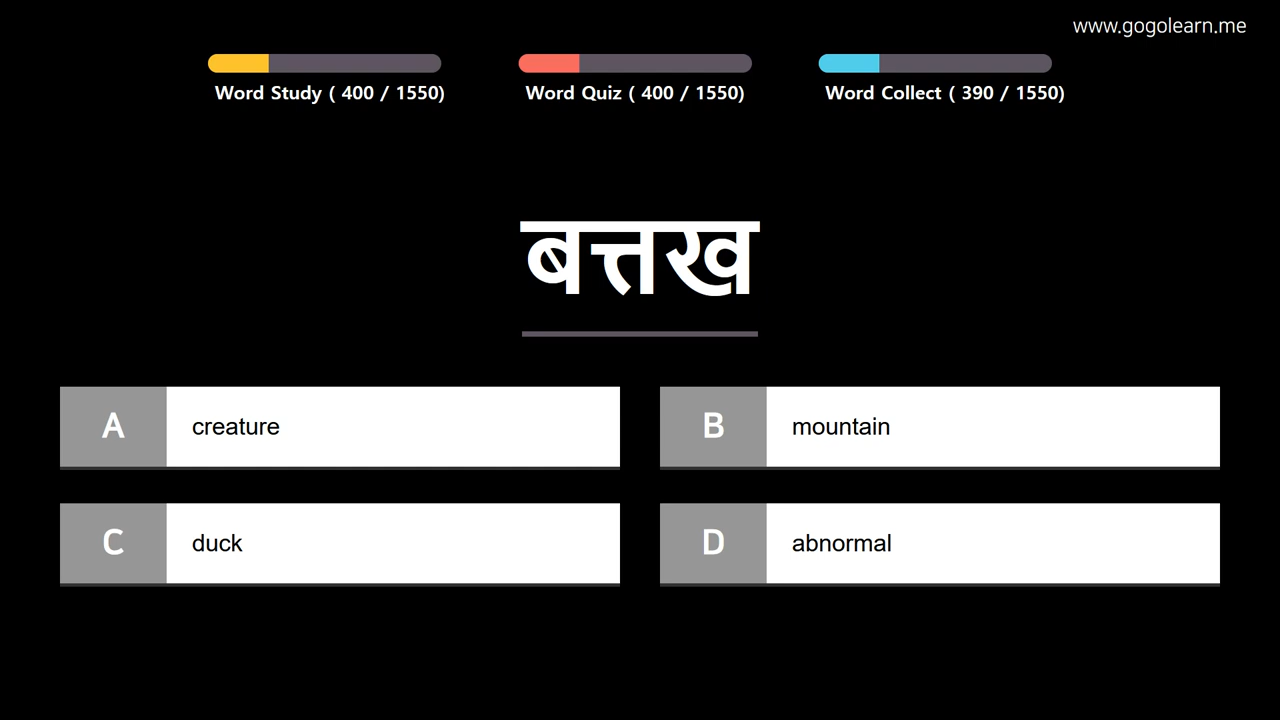 www.gogolearn.me
Word Study ( 400 / 1550)
Word Quiz ( 400 / 1550)
Word Collect ( 390 / 1550)
बत्तख
A creature
B mountain
C duck
D abnormal